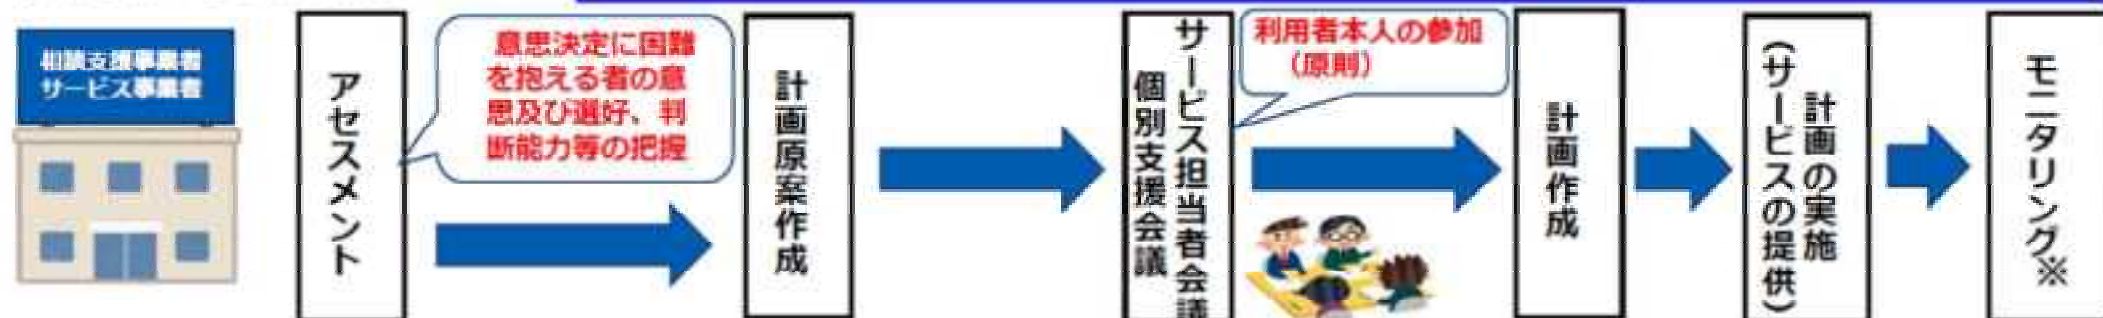 相談支援事業者
サービス事業者
アセスメント
意思決定に困難
を抱える者の意
思及び選好、判
断能力等の把握
計画原案作成
サービス担当者会議
個別支援会議
利用者本人の参加
（原則）
計画作成
計画の実施
（サービスの提供）
モニタリング※